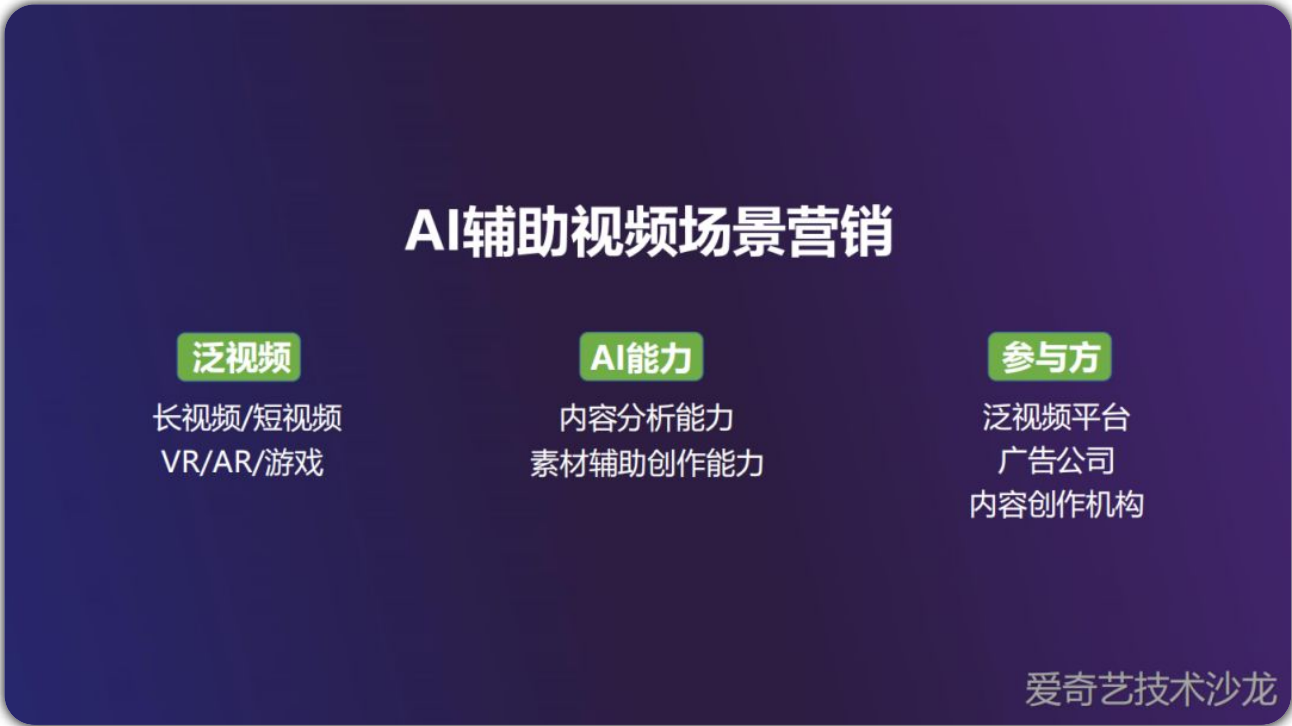 AI辅助视频场景营销
泛视频
长视频/短视频
VR/AR/游戏
AI能力
内容分析能力
素材辅助创作能力
参与方
泛视频平台
广告公司
内容创作机构
爱奇艺技术沙龙